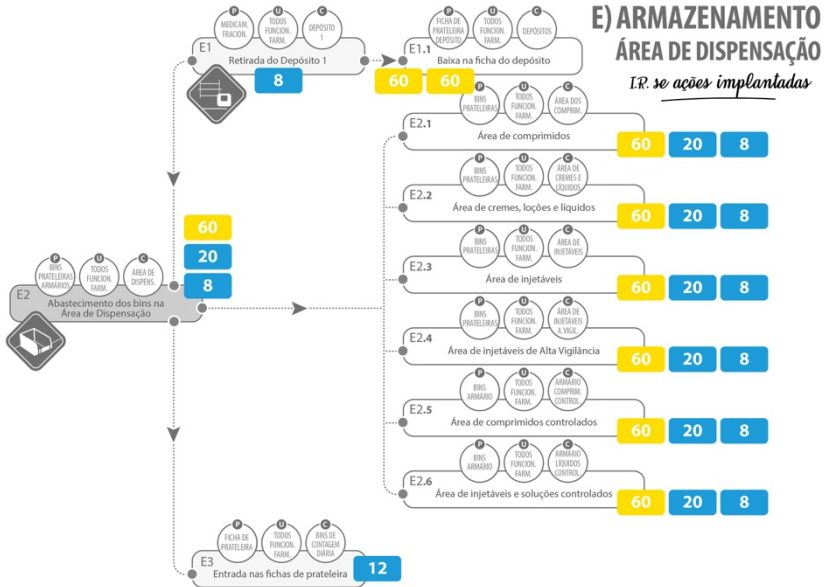 E) ARMAZENAMENTO
ÁREA DE DISPENSAÇÃO
I.R. se ações implantadas
P U C
MEDICAM.
FRACION.
TODOS
FUNCION.
FARM.
DEPÓSITO
1
E1
Retirada do Depósito 1
8
P U C
FICHA DE
PRATELEIRA
DEPÓSITO
TODOS
FUNCION.
FARM.
DEPÓSITOS
E1.1
Baixa na ficha do depósito
60 60
P U C
BINS
PRATELEIRAS
TODOS
FUNCION.
FARM.
ÁREA DOS
COMPRIM.
E2.1
Área de comprimidos
60 20 8
P U C
BINS
PRATELEIRAS
TODOS
FUNCION.
FARM.
ÁREA DE
CREMES E
LÍQUIDOS
E2.2
Área de cremes, loções e líquidos
60 20 8
P U C
BINS
PRATELEIRAS
TODOS
FUNCION.
FARM.
ÁREA DE
INJETÁVEIS
E2.3
Área de injetáveis
60 20 8
P U C
BINS
PRATELEIRAS
TODOS
FUNCION.
FARM.
ÁREA DE
INJETÁVEIS
A. VIGIL.
E2.4
Área de injetáveis de Alta Vigilância
60 20 8
P U C
BINS
ARMÁRIO
TODOS
FUNCION.
FARM.
ARMÁRIO
COMPRIM.
CONTROL.
E2.5
Área de comprimidos controlados
60 20 8
P U C
BINS
ARMÁRIO
TODOS
FUNCION.
FARM.
ARMÁRIO
LÍQUIDOS
CONTROL.
E2.6
Área de injetáveis e soluções controlados
60 20 8
60
20
8
P U C
BINS
PRATELEIRAS
ARMÁRIOS
TODOS
FUNCION.
FARM.
ÁREA DE
DISPENS.
E2
Abastecimento dos bins na
Área de Dispensação
P U C
FICHA DE
PRATELEIRA
TODOS
FUNCION.
FARM.
BINS DE
CONTAGEM
DIÁRIA
E3
Entrada nas fichas de prateleira
12